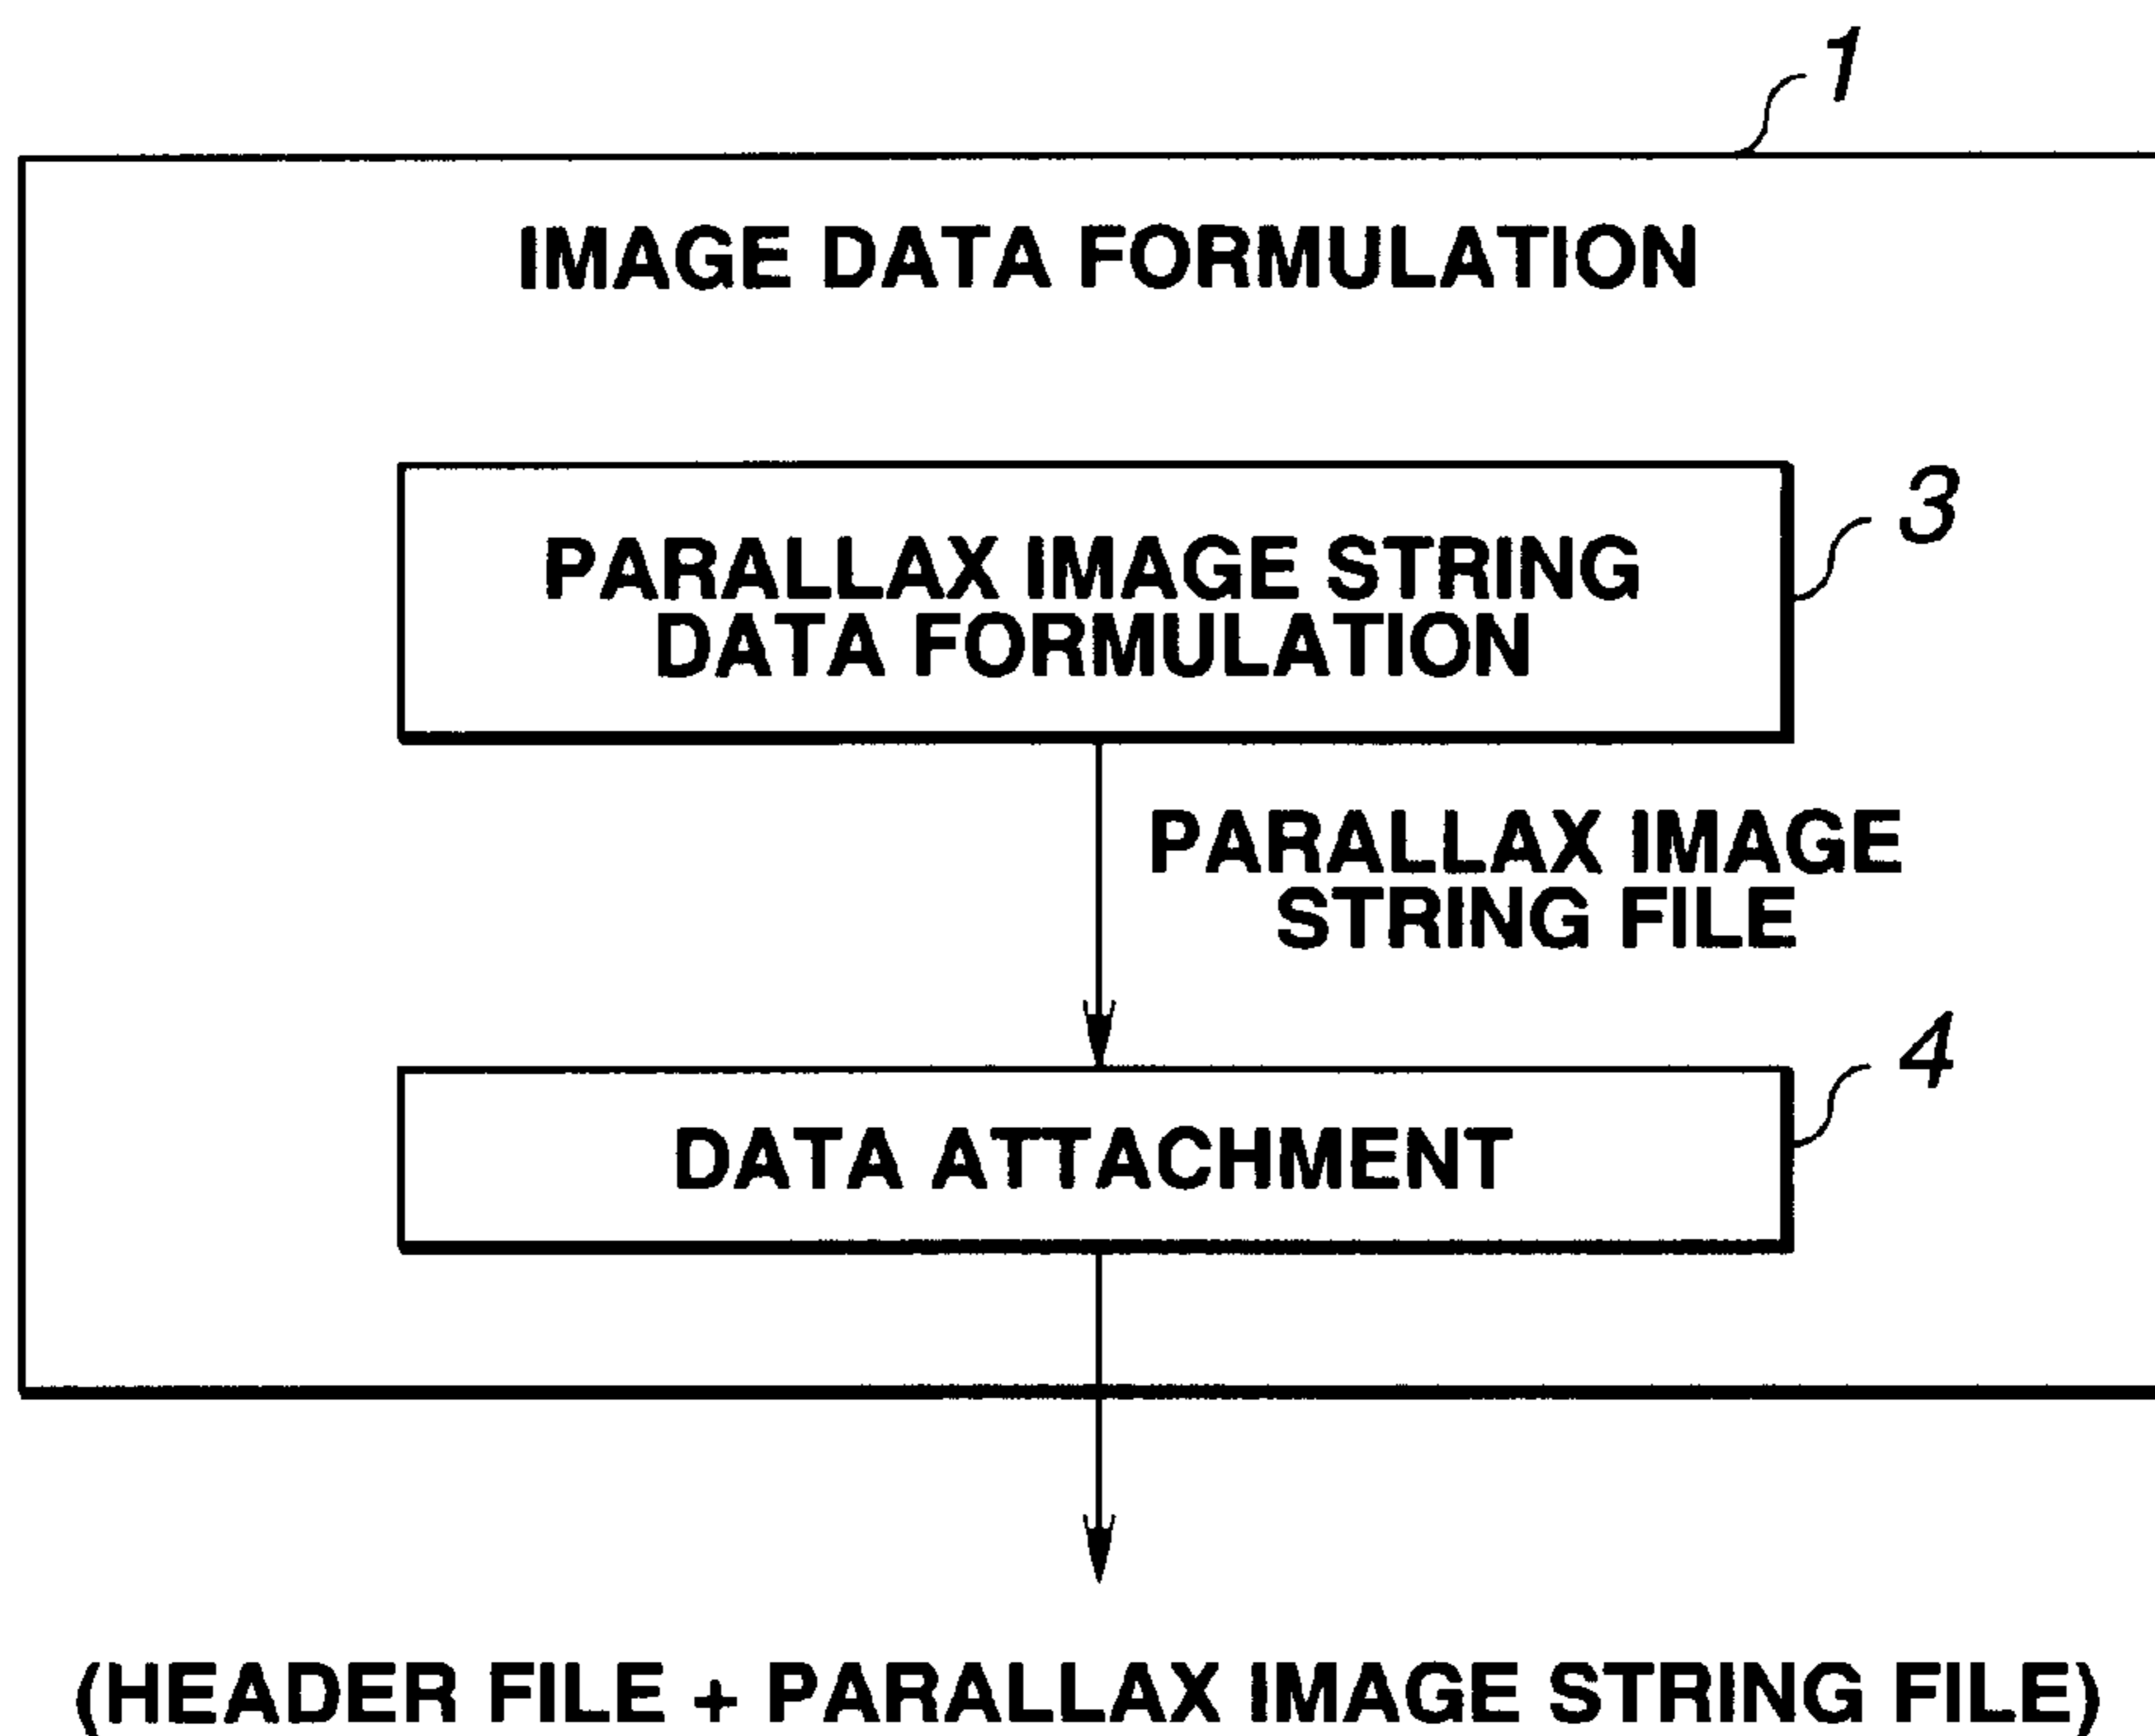 1
IMAGE DATA FORMULATION
PARALLAX IMAGE STRING
DATA FORMULATION
3
PARALLAX IMAGE
STRING FILE
DATA ATTACHMENT
4
(HEADER FILE + PARALLAX IMAGE STRING FILE)